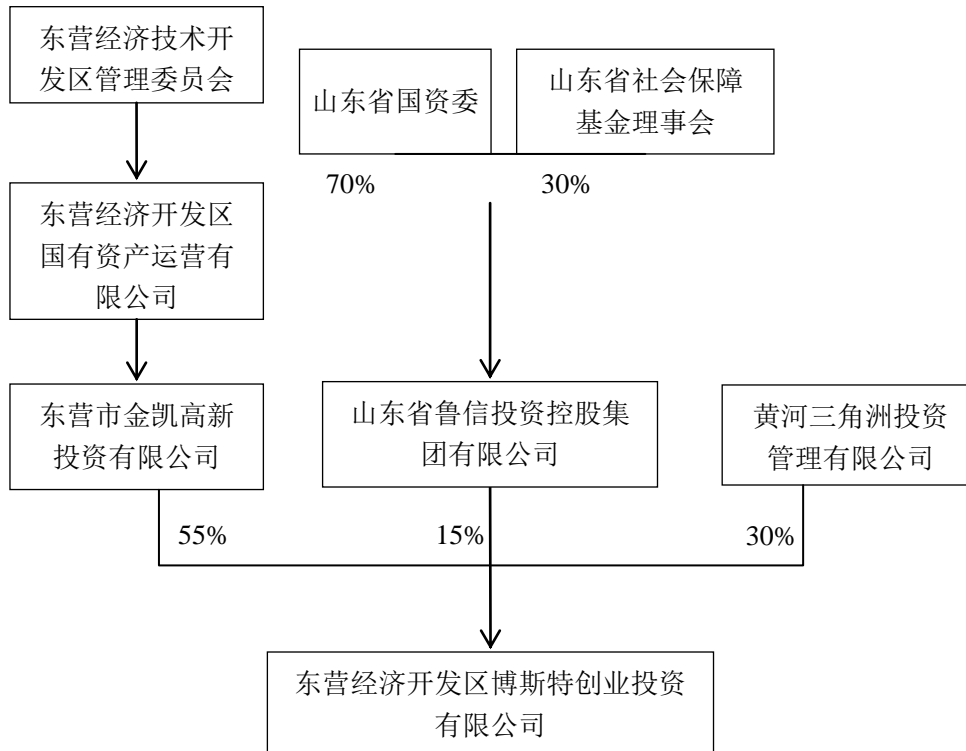 东营经济技术开
发区管理委员会
山东省国资委
山东省社会保障
基金理事会
70%
30%
东营经济开发区
国有资产运营有
限公司
东营市金凯高新
投资有限公司
山东省鲁信投资控股集
团有限公司
黄河三角洲投资
管理有限公司
55%
15%
30%
东营经济开发区博斯特创业投资
有限公司